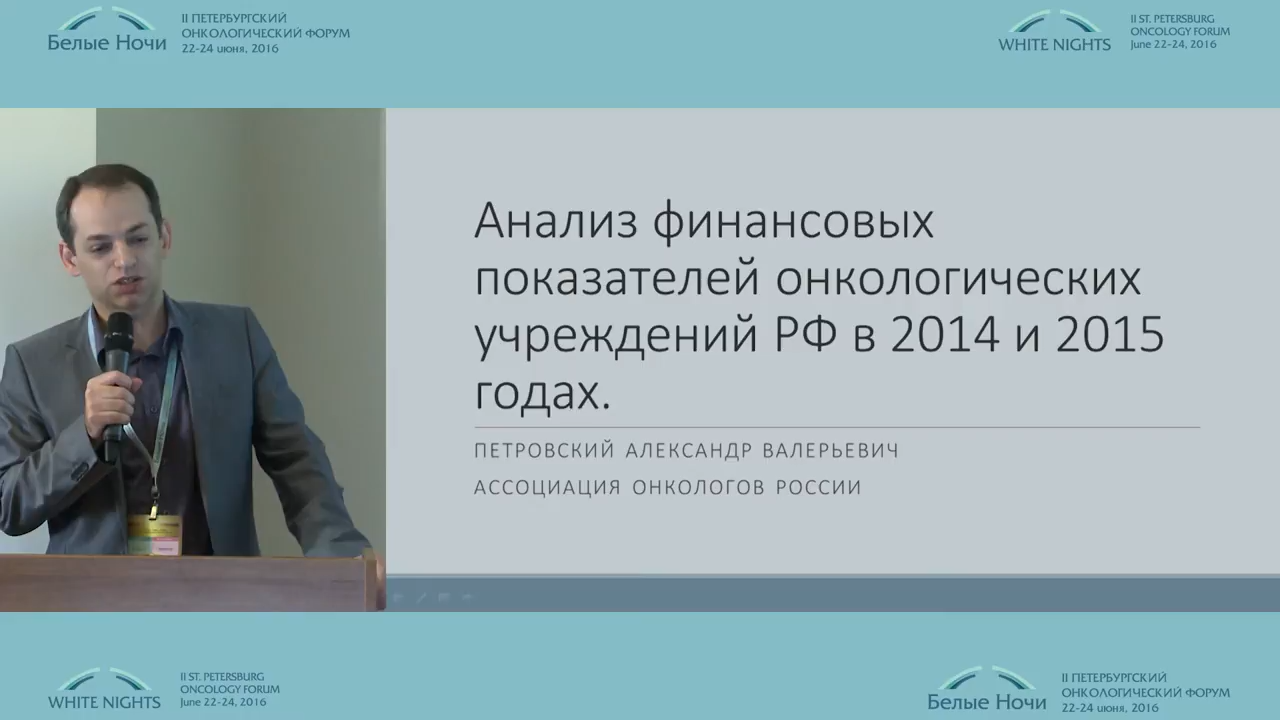 Белые Ночи
II ПЕТЕРБУРГСКИЙ
ОНКОЛОГИЧЕСКИЙ ФОРУМ
22-24 июня, 2016
WHITE NIGHTS
II ST. PETERSBURG
ONCOLOGY FORUM
June 22-24, 2016
Анализ финансовых
показателей онкологических
учреждений РФ в 2014 и 2015
годах.
ПЕТРОВСКИЙ АЛЕКСАНДР ВАЛЕРЬЕВИЧ
АССОЦИАЦИЯ ОНКОЛОГОВ РОССИИ
WHITE NIGHTS
II ST. PETERSBURG
ONCOLOGY FORUM
June 22-24, 2016
Белые Ночи
II ПЕТЕРБУРГСКИЙ
ОНКОЛОГИЧЕСКИЙ ФОРУМ
22-24 июня, 2016